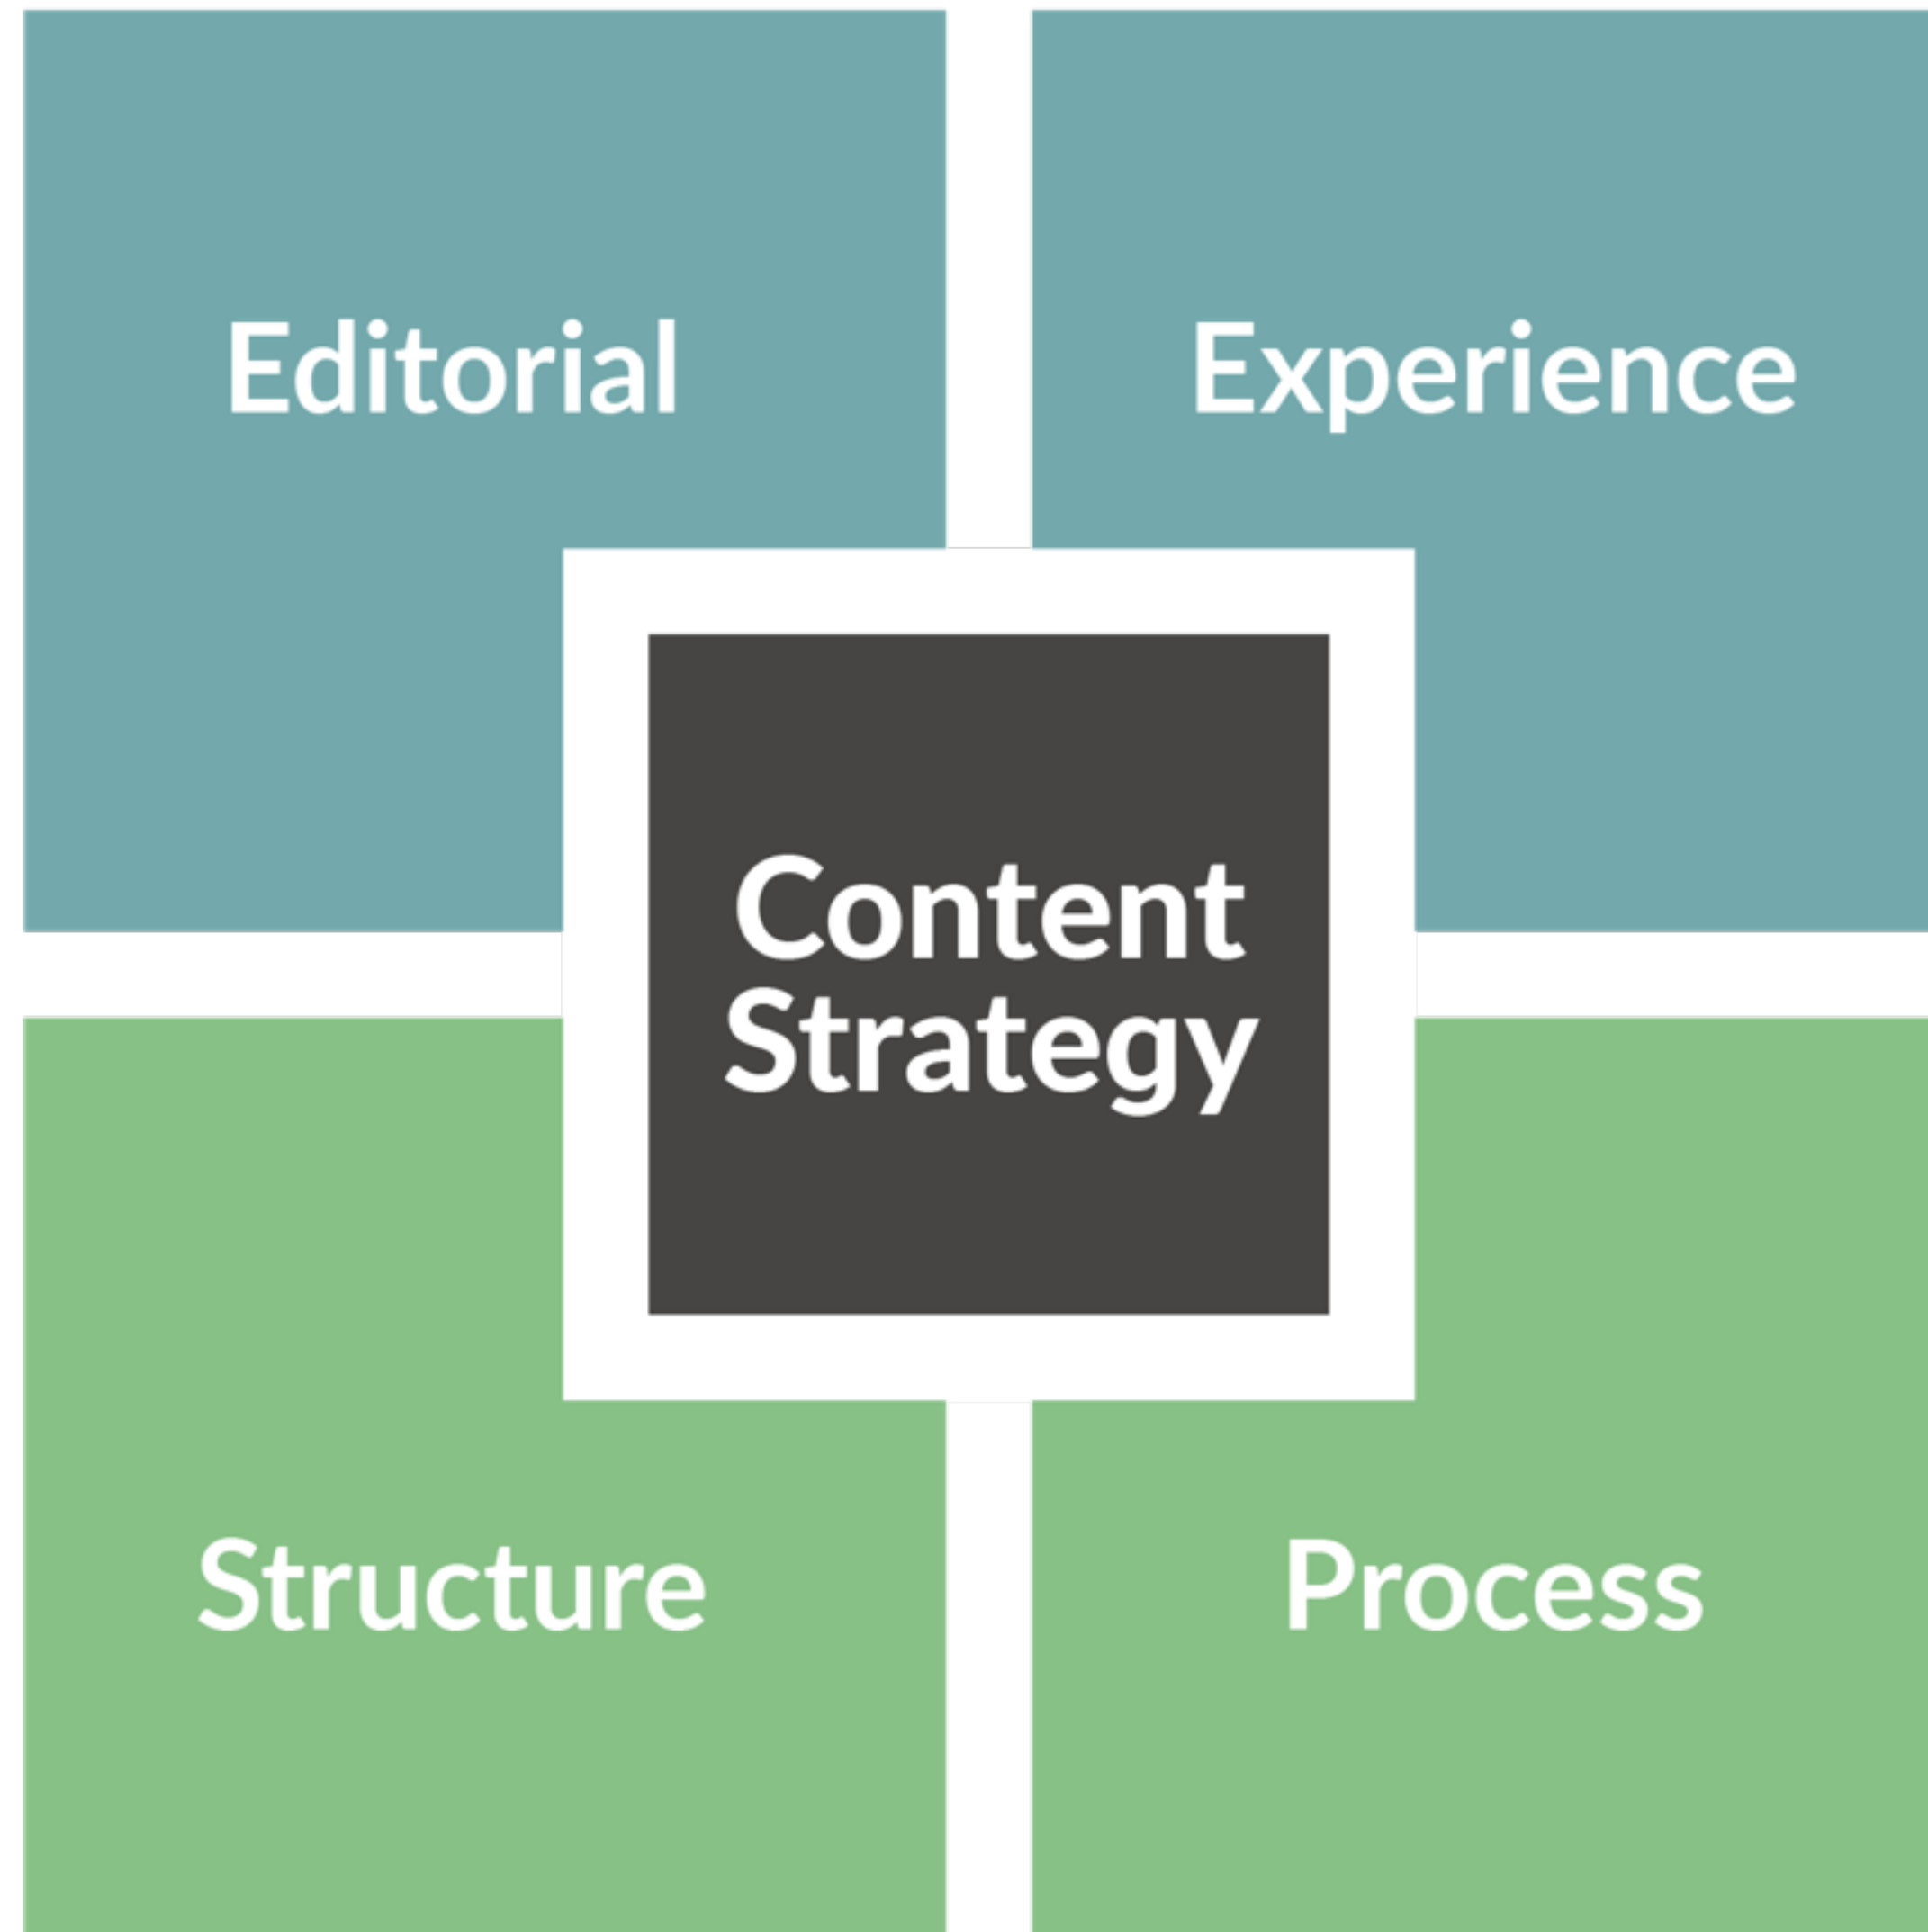 Editorial
Experience
Content
Strategy
Structure
Process